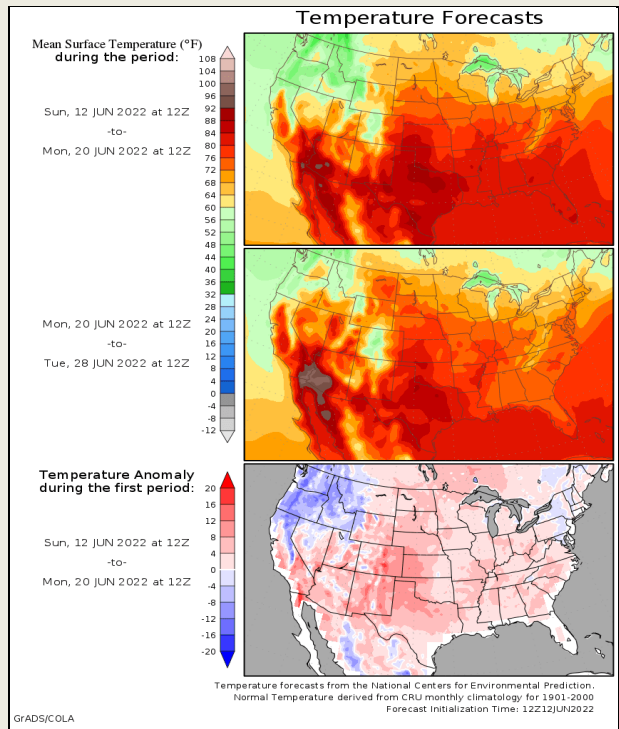 Temperature Forecasts
Mean Surface Temperature (°F)
during the period:
108
104
100
96
92
88
84
80
76
72
68
64
60
56
52
48
44
40
36
32
28
24
20
16
12
8
4
0
-4
-8
-12
Sun, 12 JUN 2022 at 12Z
-to-
Mon, 20 JUN 2022 at 12Z
Mon, 20 JUN 2022 at 12Z
-to-
Tue, 28 JUN 2022 at 12Z
Temperature Anomaly
during the first period:
20
16
12
8
4
0
-4
-8
-12
-16
-20
Sun, 12 JUN 2022 at 12Z
-to-
Mon, 20 JUN 2022 at 12Z
Temperature forecasts from the National Centers for Environmental Prediction.
Normal Temperature derived from CRU monthly climatology for 1901-2000
Forecast Initialization Time: 12Z12JUN2022
GrADS/COLA